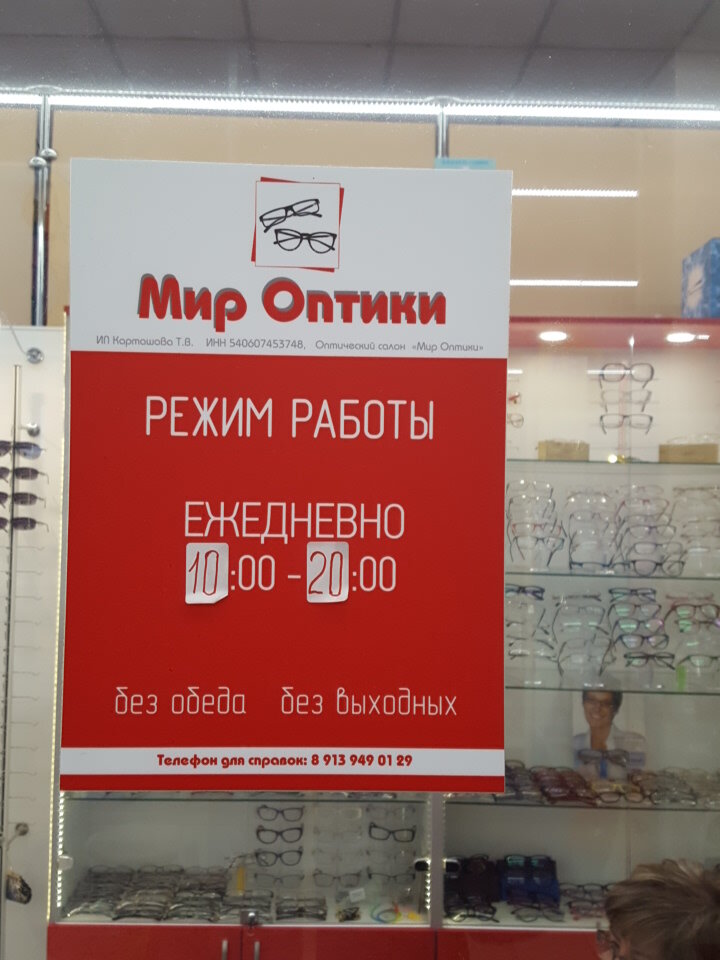 Мир Оптики
ИП Карташова Т.В. ИНН 540607453748, Оптический салон «Мир Оптики»
РЕЖИМ РАБОТЫ
ЕЖЕДНЕВНО
10:00 - 20:00
без обеда без выходных
Телефон для справок: 8 913 949 01 29